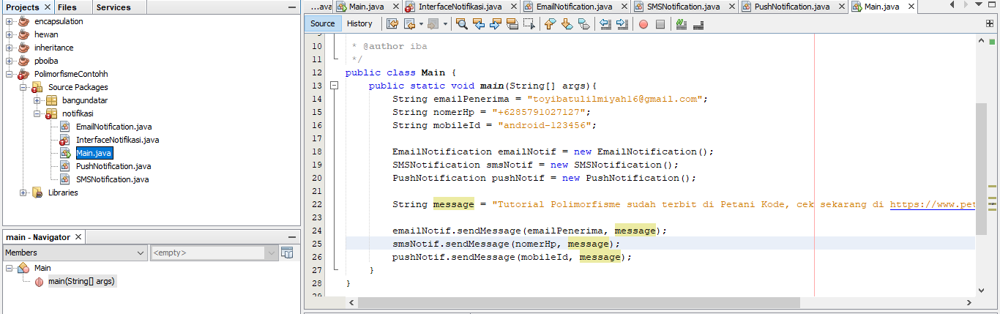 Projects
Files
Services
encapsulation
hewan
inheritance
pboiba
PolimorfismeContohh
Source Packages
bangundatar
notifikasi
EmailNotification.java
InterfaceNotifikasi.java
Main.java
PushNotification.java
SMSNotification.java
Libraries
main - Navigator
Members
<empty>
Main
main(String[] args)
...ava
Main.java
InterfaceNotifikasi.java
EmailNotification.java
SMSNotification.java
PushNotification.java
Main.java
Source
History
10 * @author iba
11 */
12 public class Main {
13 public static void main(String[] args){
14 String emailPenerima = "toyibatulilmiyah16@gmail.com";
15 String nomerHp = "+6285791027127";
16 String mobileId = "android-123456";
17
18 EmailNotification emailNotif = new EmailNotification();
19 SMSNotification smsNotif = new SMSNotification();
20 PushNotification pushNotif = new PushNotification();
21
22 String message = "Tutorial Polimorfisme sudah terbit di Petani Kode, cek sekarang di https://www.pet
23
24 emailNotif.sendMessage(emailPenerima, message);
25 smsNotif.sendMessage(nomerHp, message);
26 pushNotif.sendMessage(mobileId, message);
27 }
28 }